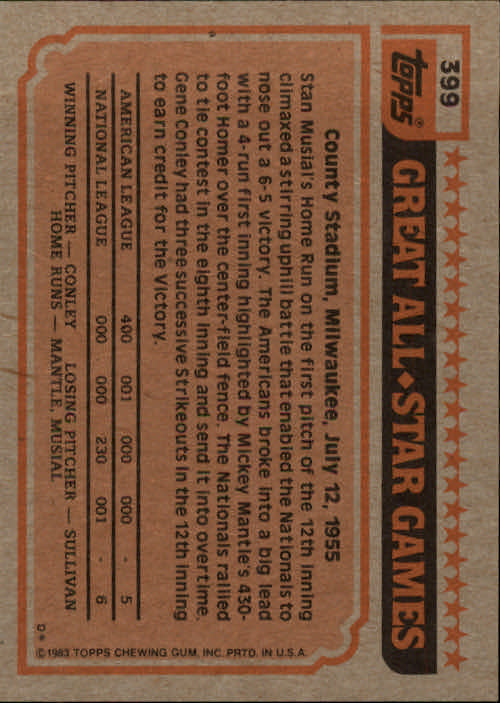 399
topps®
GREAT ALL◆STAR GAMES
County Stadium, Milwaukee, July 12, 1955
Stan Musial's Home Run on the first pitch of the 12th inning
climaxed a stirring uphill battle that enabled the Nationals to
nose out a 6-5 victory. The Americans broke into a big lead
with a 4-run first inning highlighted by Mickey Mantle's 430-
foot Homer over the center-field fence. The Nationals rallied
to tie contest in the eighth inning and send it into overtime.
Gene Conley had three successive Strikeouts in the 12th inning
to earn credit for the Victory.
AMERICAN LEAGUE 400 001 000 000 - 5
NATIONAL LEAGUE 000 000 230 001 - 6
WINNING PITCHER — CONLEY LOSING PITCHER — SULLIVAN
HOME RUNS — MANTLE, MUSIAL
D*
©1983 TOPPS CHEWING GUM, INC. PRTD. IN U.S.A.